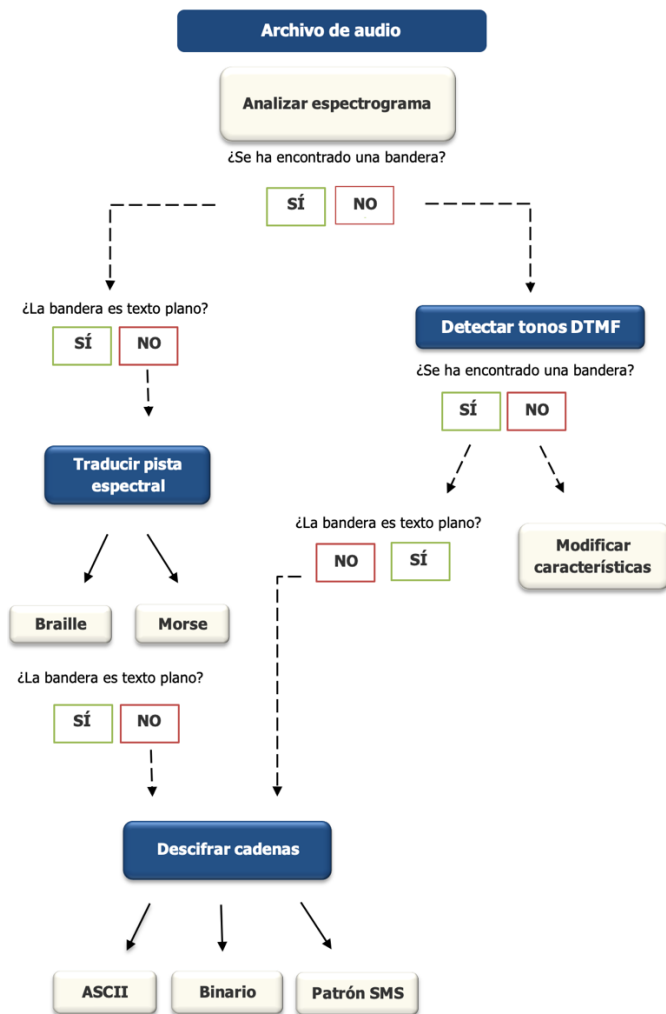 Archivo de audio
Analizar espectrograma
¿Se ha encontrado una bandera?
SÍ
NO
¿La bandera es texto plano?
SÍ
NO
Detectar tonos DTMF
¿Se ha encontrado una bandera?
SÍ
NO
Traducir pista
espectral
¿La bandera es texto plano?
NO
SÍ
Modificar
características
Braille
Morse
¿La bandera es texto plano?
SÍ
NO
Descifrar cadenas
ASCII
Binario
Patrón SMS